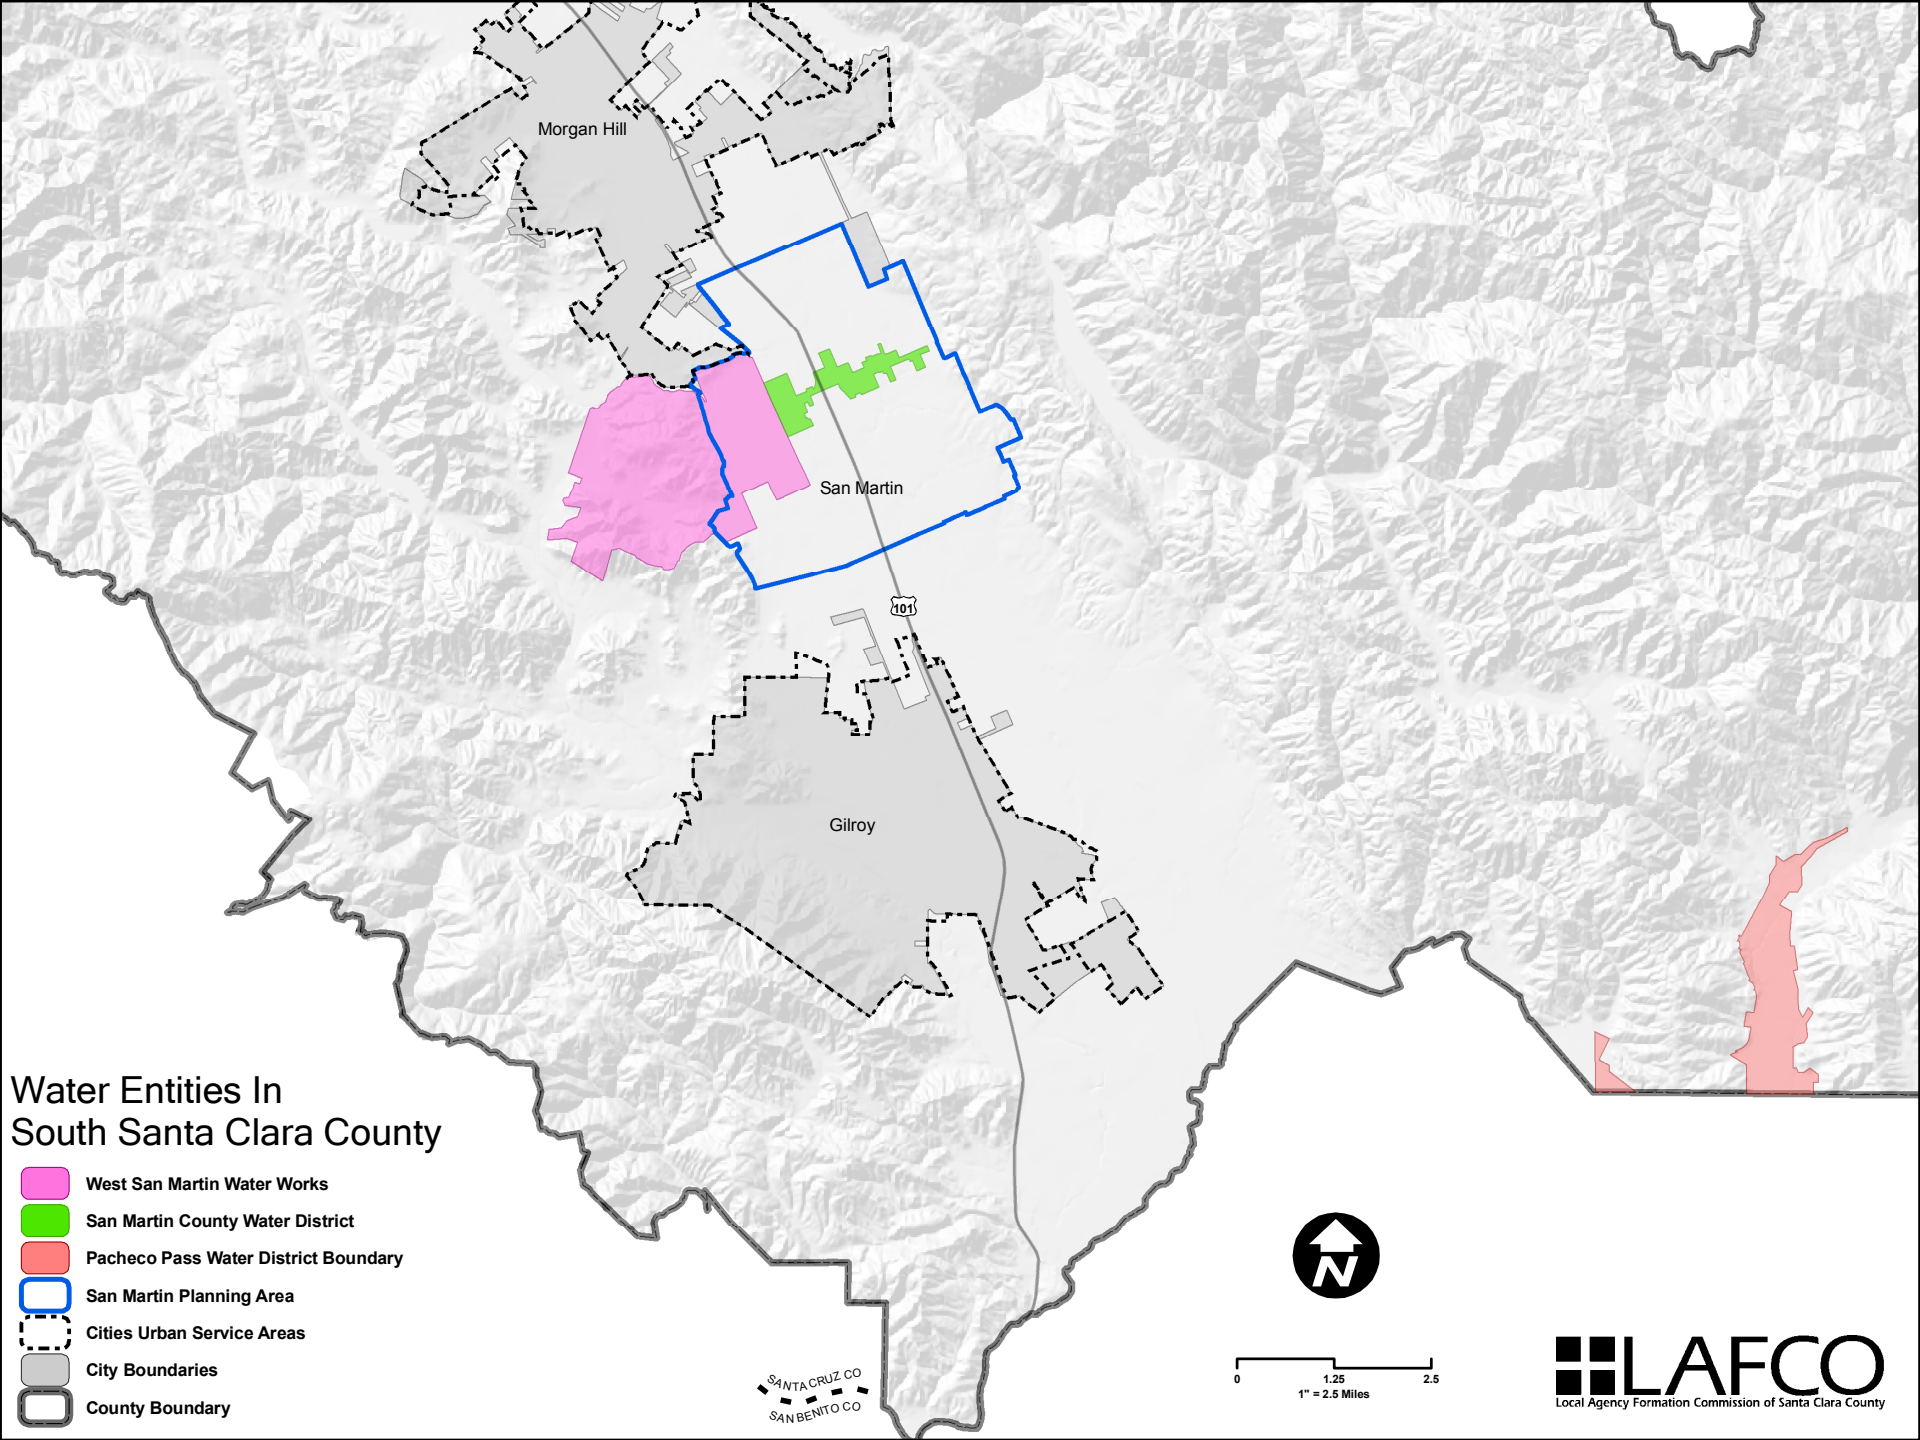 Morgan Hill
San Martin
101
Gilroy
Water Entities In
South Santa Clara County
West San Martin Water Works
San Martin County Water District
Pacheco Pass Water District Boundary
San Martin Planning Area
Cities Urban Service Areas
City Boundaries
County Boundary
SANTA CRUZ CO
SAN BENITO CO
N
0 1.25 2.5
1" = 2.5 Miles
LAFCO
Local Agency Formation Commission of Santa Clara County